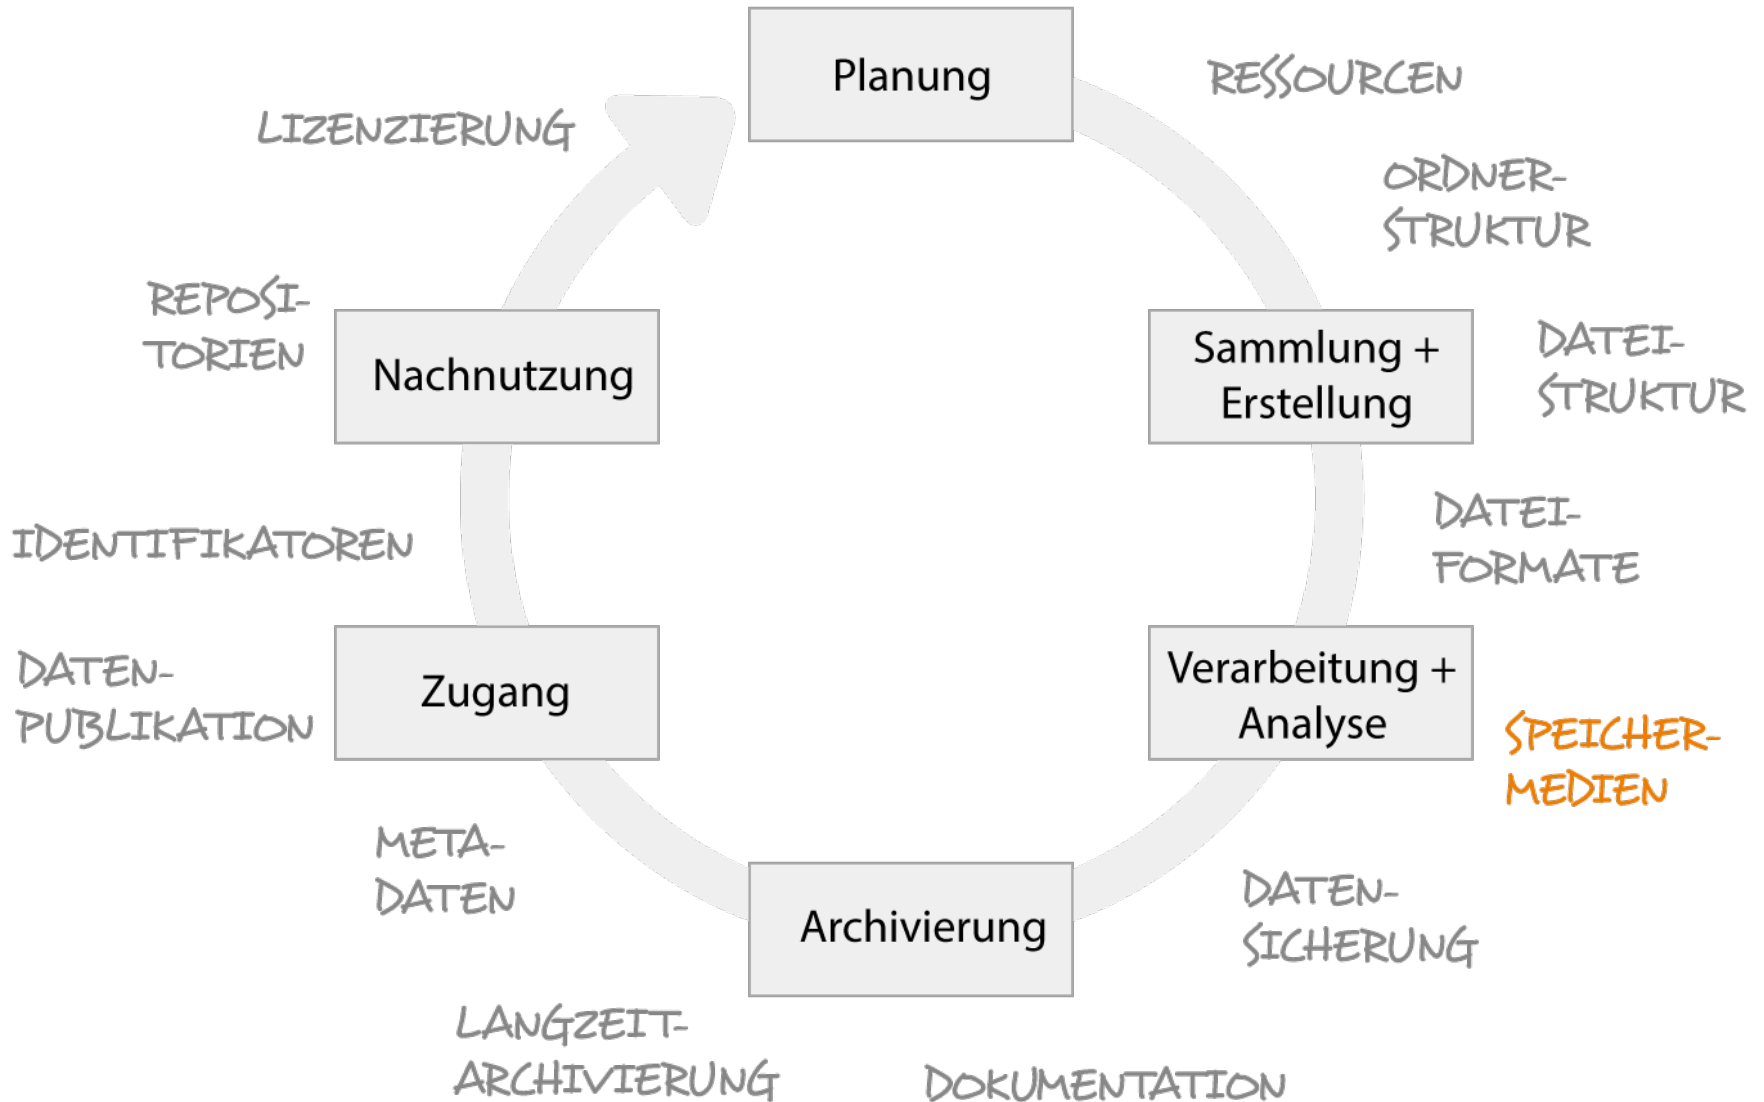 Planung
RESSOURCEN
LIZENZIERUNG
ORDNER-
STRUKTUR
REPOSI-
TORIEN
Nachnutzung
Sammlung +
Erstellung
DATEI-
STRUKTUR
IDENTIFIKATOREN
DATEI-
FORMATE
DATEN-
PUBLIKATION
Zugang
Verarbeitung +
Analyse
SPEICHER-
MEDIEN
META-
DATEN
Archivierung
DATEN-
SICHERUNG
LANGZEIT-
ARCHIVIERUNG
DOKUMENTATION